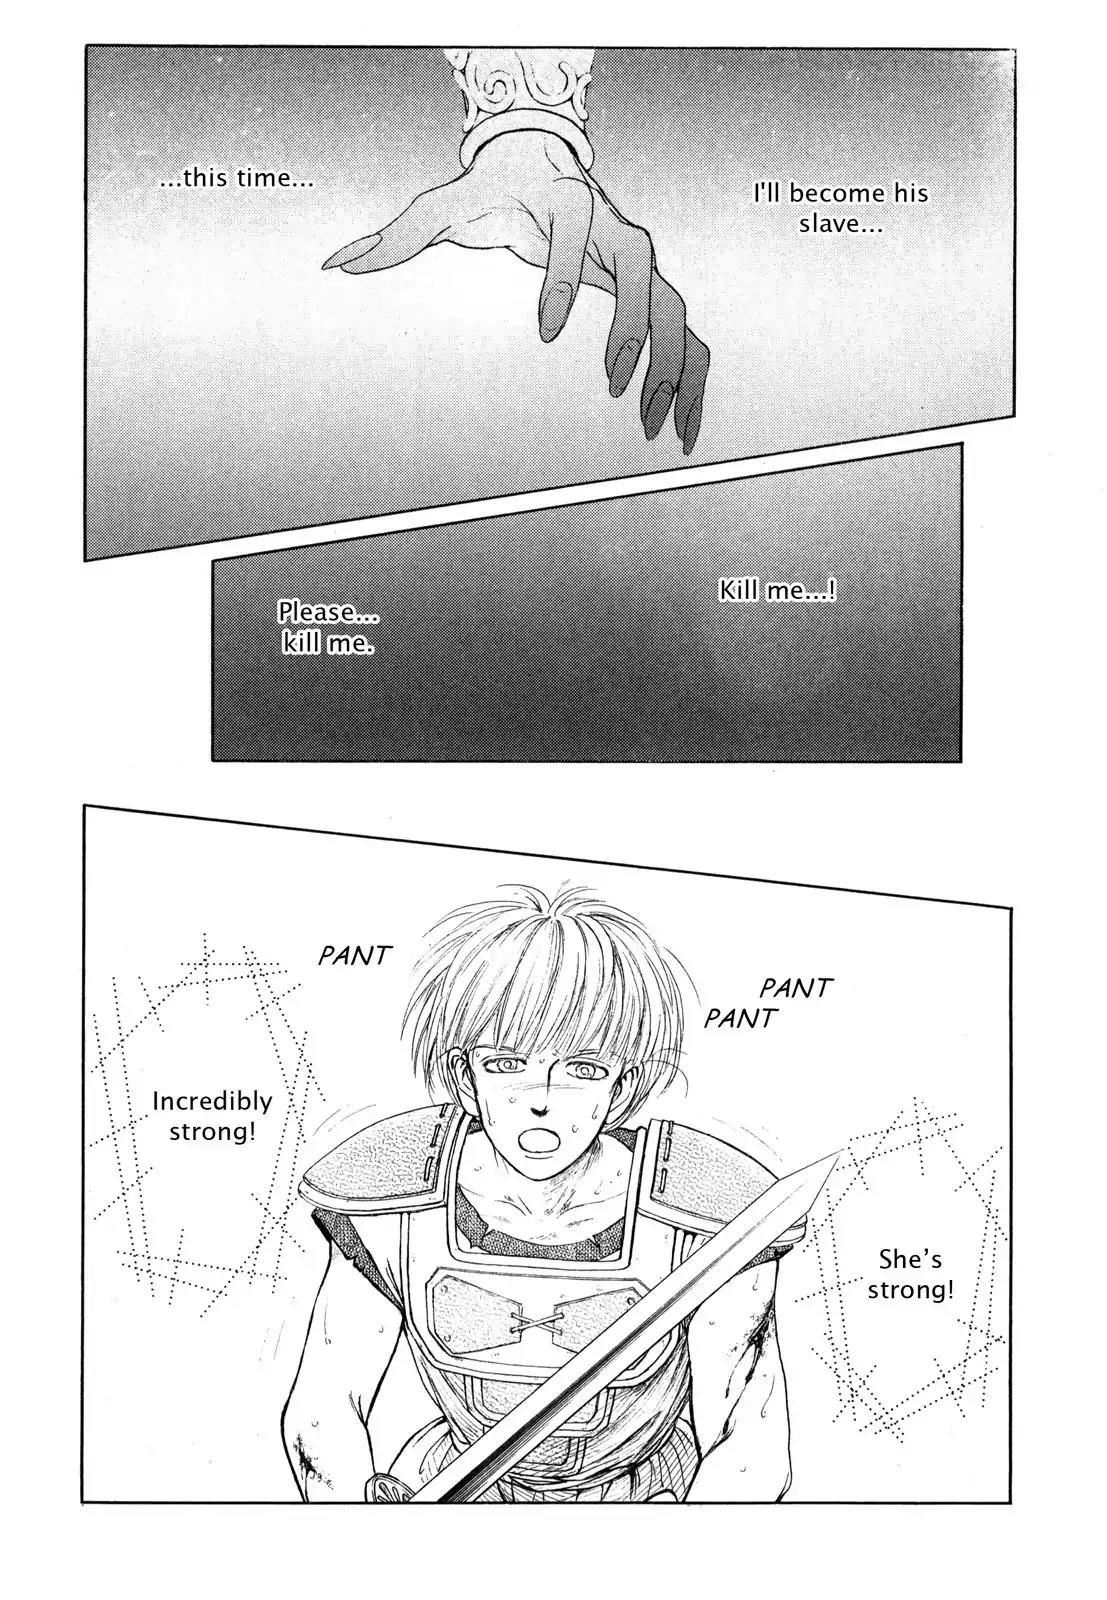 I'll become his
slave...
...this time...
Kill me...!
Please...
kill me.
PANT
PANT
PANT
She's
strong!
Incredibly
strong!